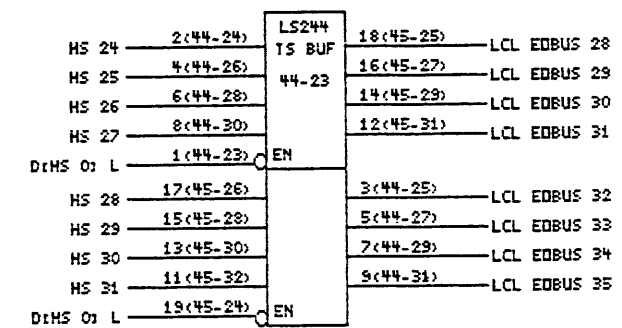 LS244
HS 24 2(44-24) TS BUF 18(45-25) LCL EDBUS 28
HS 25 4(44-26) 44-23 16(45-27) LCL EDBUS 29
HS 26 6(44-28) 14(45-29) LCL EDBUS 30
HS 27 8(44-30) 12(45-31) LCL EDBUS 31
D[HS 0] L 1(44-23) EN
HS 28 17(45-26) 3(44-25) LCL EDBUS 32
HS 29 15(45-28) 5(44-27) LCL EDBUS 33
HS 30 13(45-30) 7(44-29) LCL EDBUS 34
HS 31 11(45-32) 9(44-31) LCL EDBUS 35
D[HS 0] L 19(45-24) EN